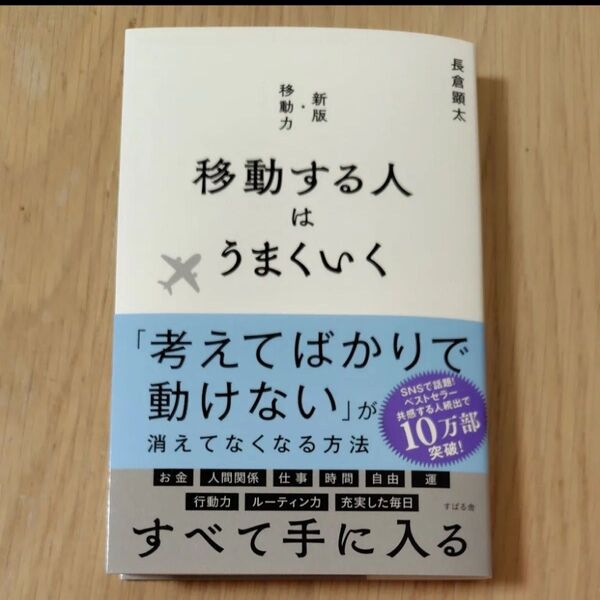 長倉顕太
新版・
移動力
移動する人
は
うまくいく
「考えてばかりで
動けない」が
消えてなくなる方法
SNSで話題!
ベストセラー
共感する人続出で
10万部
突破!
お金 人間関係 仕事 時間 自由 運
行動力 ルーティン力 充実した毎日
すばる舎
すべて手に入る